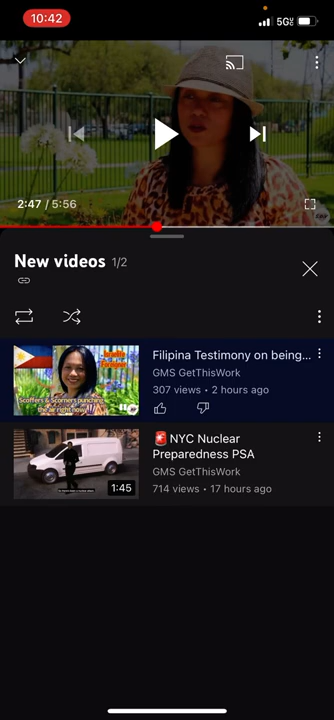 10:42
5G
2:47 / 5:56
New videos 1/2
Filipina Testimony on being...
GMS GetThisWork
307 views • 2 hours ago
Israelite
Foreigner
Scoffers & Scorners punching
the air right now!
🚨 NYC Nuclear
Preparedness PSA
GMS GetThisWork
714 views • 17 hours ago
1:45